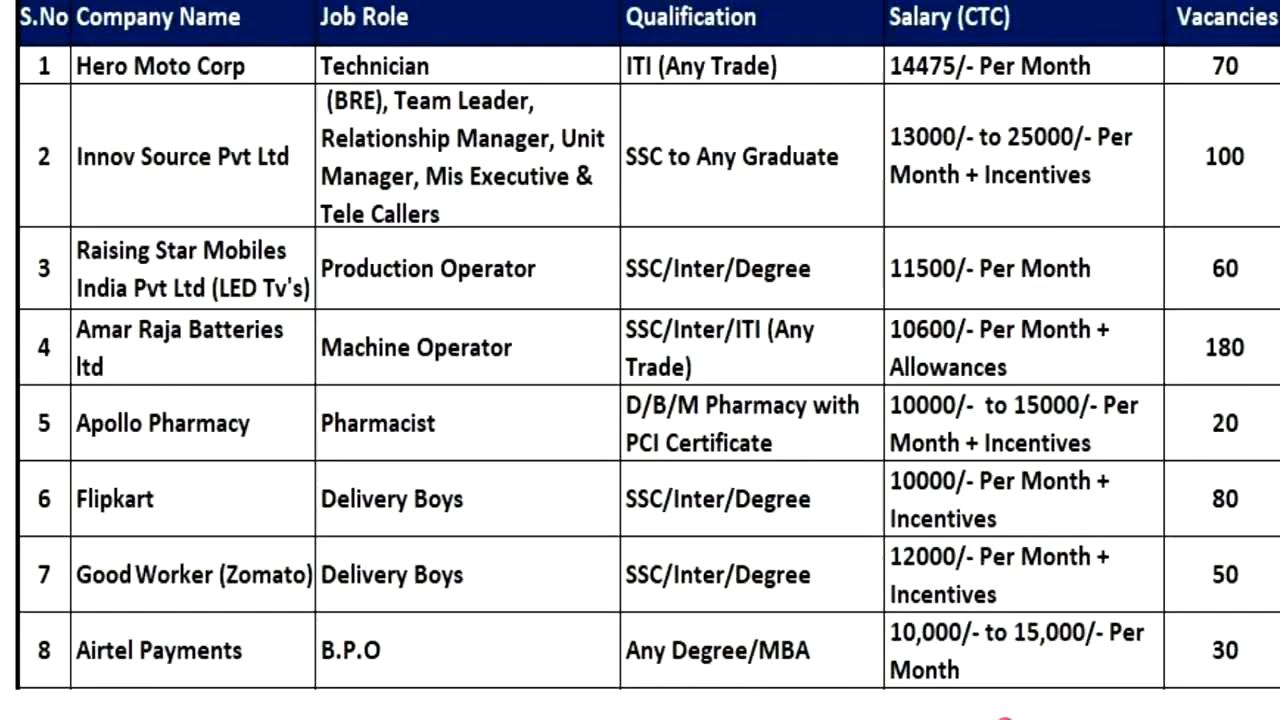 S.No Company Name Job Role Qualification Salary (CTC) Vacancies
1 Hero Moto Corp Technician ITI (Any Trade) 14475/- Per Month 70
2 Innov Source Pvt Ltd
(BRE), Team Leader,
Relationship Manager, Unit
Manager, Mis Executive &
Tele Callers
SSC to Any Graduate
13000/- to 25000/- Per
Month + Incentives
100
3
Raising Star Mobiles
India Pvt Ltd (LED Tv's)
Production Operator SSC/Inter/Degree 11500/- Per Month 60
4
Amar Raja Batteries
ltd
Machine Operator
SSC/Inter/ITI (Any
Trade)
10600/- Per Month +
Allowances
180
5 Apollo Pharmacy Pharmacist
D/B/M Pharmacy with
PCI Certificate
10000/- to 15000/- Per
Month + Incentives
20
6 Flipkart Delivery Boys SSC/Inter/Degree
10000/- Per Month +
Incentives
80
7 Good Worker (Zomato) Delivery Boys SSC/Inter/Degree
12000/- Per Month +
Incentives
50
8 Airtel Payments B.P.O Any Degree/MBA
10,000/- to 15,000/- Per
Month
30